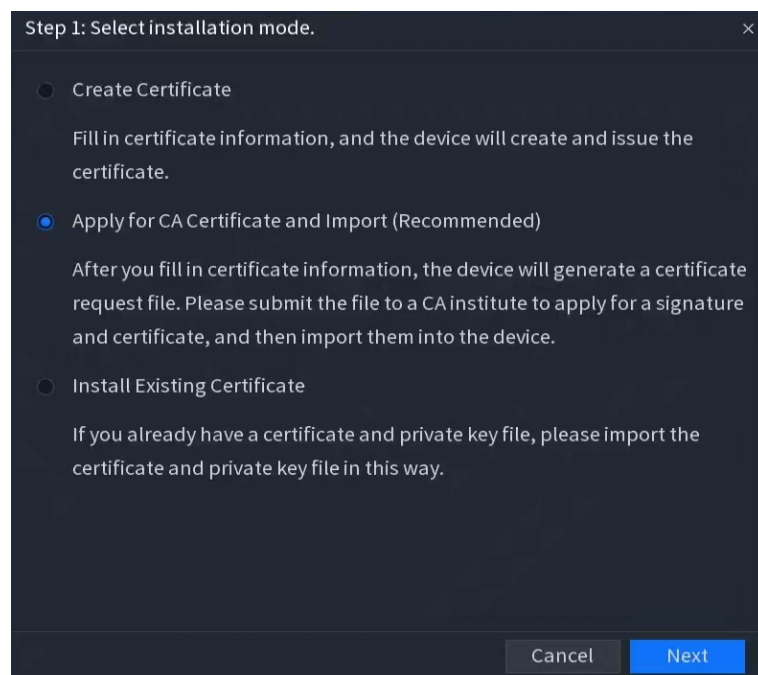 Step 1: Select installation mode.
×
Create Certificate
Fill in certificate information, and the device will create and issue the
certificate.
Apply for CA Certificate and Import (Recommended)
After you fill in certificate information, the device will generate a certificate
request file. Please submit the file to a CA institute to apply for a signature
and certificate, and then import them into the device.
Install Existing Certificate
If you already have a certificate and private key file, please import the
certificate and private key file in this way.
Cancel
Next